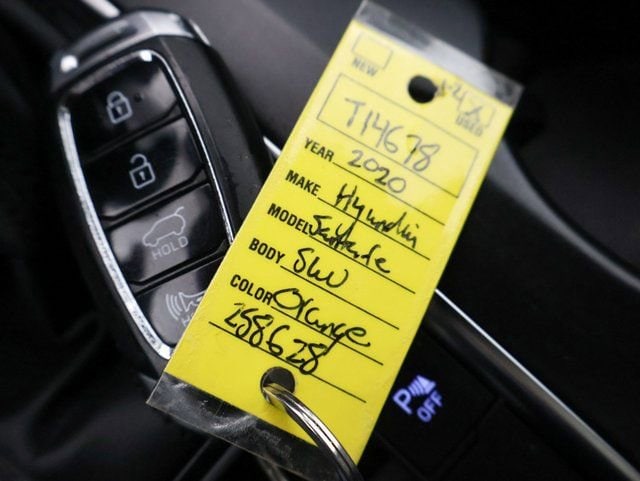 NEW
USED
T14678
YEAR 2020
MAKE Hyundai
MODEL Santa Fe
BODY SUV
COLOR Orange
258628
HOLD
P OFF